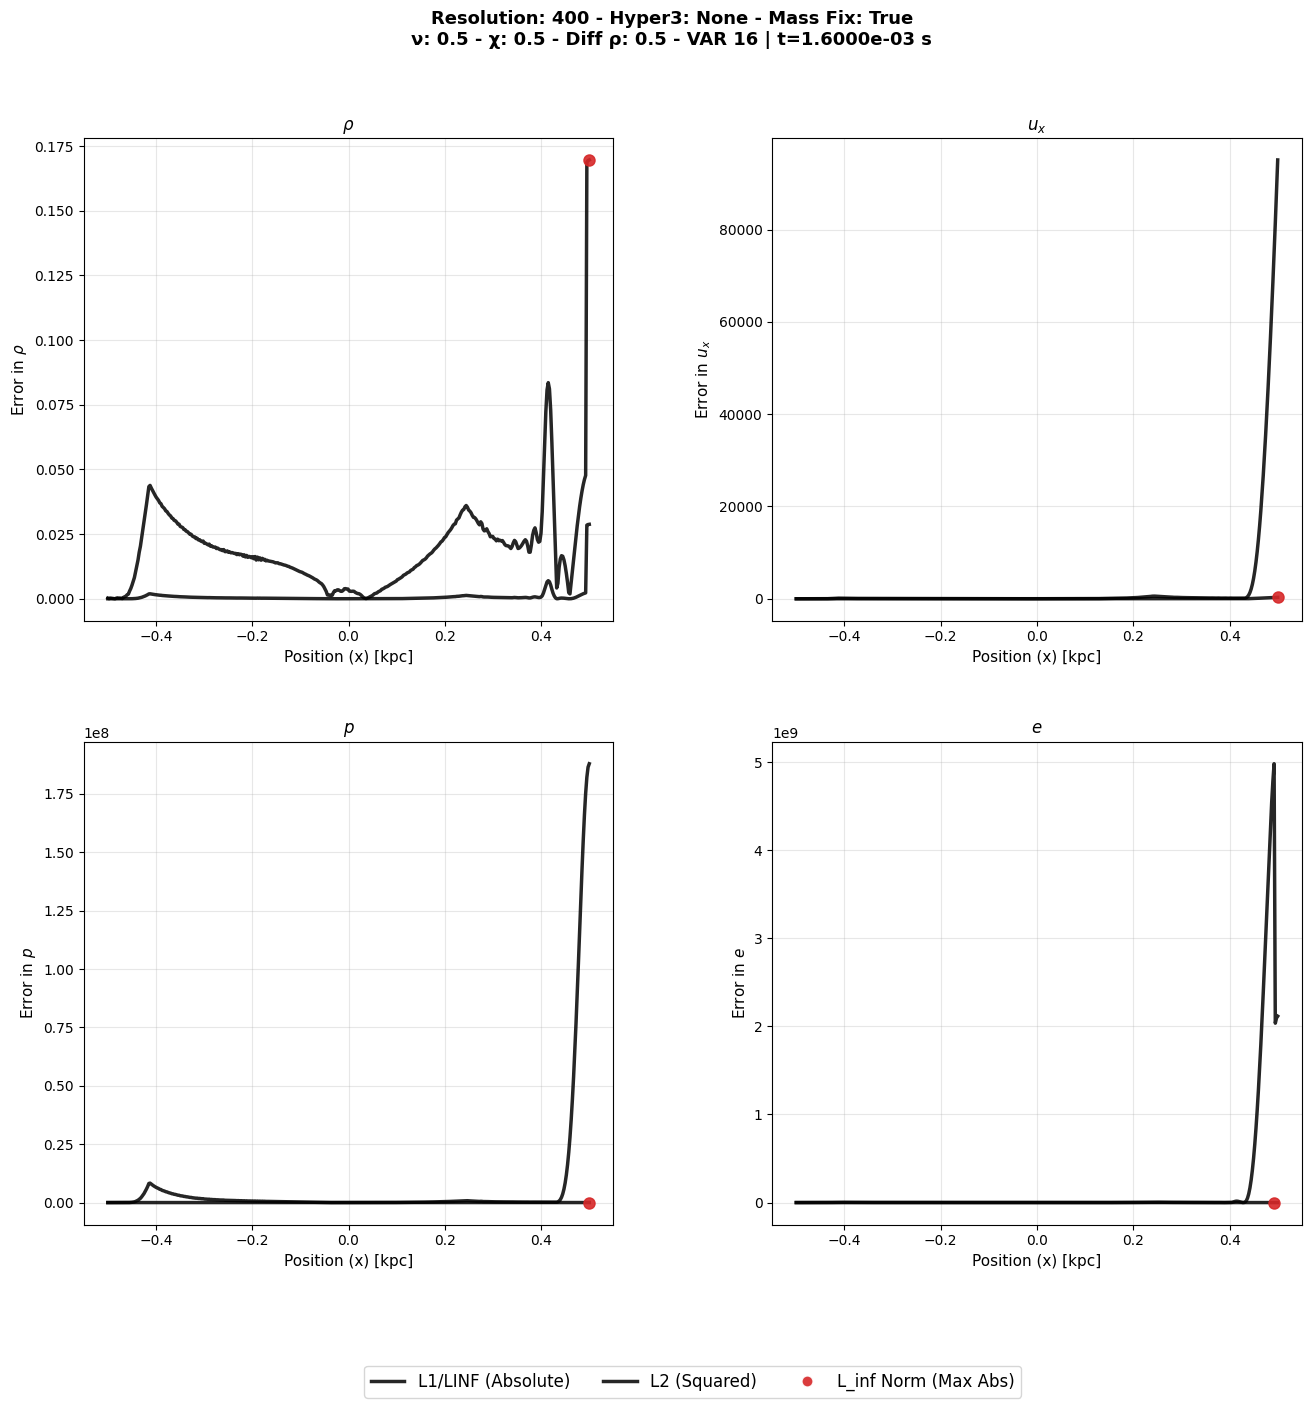 Resolution: 400 - Hyper3: None - Mass Fix: True
ν: 0.5 - χ: 0.5 - Diff ρ: 0.5 - VAR 16 | t=1.6000e-03 s
ρ
0.175
0.150
0.125
0.100
0.075
0.050
0.025
0.000
Error in ρ
−0.4 −0.2 0.0 0.2 0.4
Position (x) [kpc]
u_x
80000
60000
40000
20000
0
Error in u_x
−0.4 −0.2 0.0 0.2 0.4
Position (x) [kpc]
p
1e8
1.75
1.50
1.25
1.00
0.75
0.50
0.25
0.00
Error in p
−0.4 −0.2 0.0 0.2 0.4
Position (x) [kpc]
e
1e9
5
4
3
2
1
0
Error in e
−0.4 −0.2 0.0 0.2 0.4
Position (x) [kpc]
L1/LINF (Absolute) L2 (Squared) L_inf Norm (Max Abs)